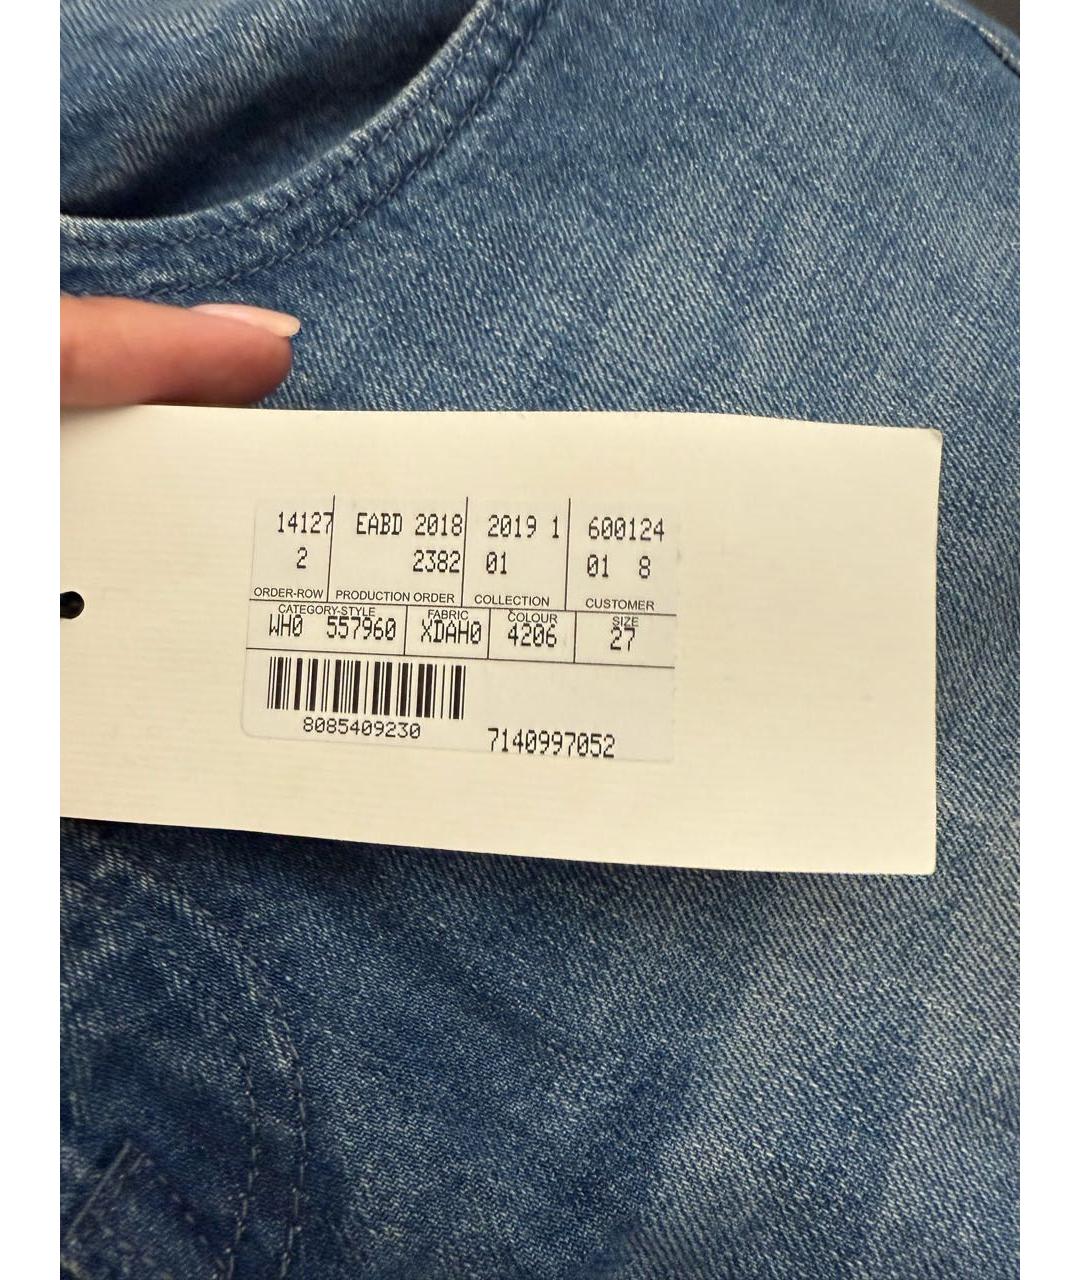 14127 EABD 2018 2019 1 600124
2 2382 01 01 8
ORDER-ROW PRODUCTION ORDER COLLECTION CUSTOMER
CATEGORY-STYLE FABRIC COLOUR SIZE
WH0 557960 XDAH0 4206 27
8085409230
7140997052